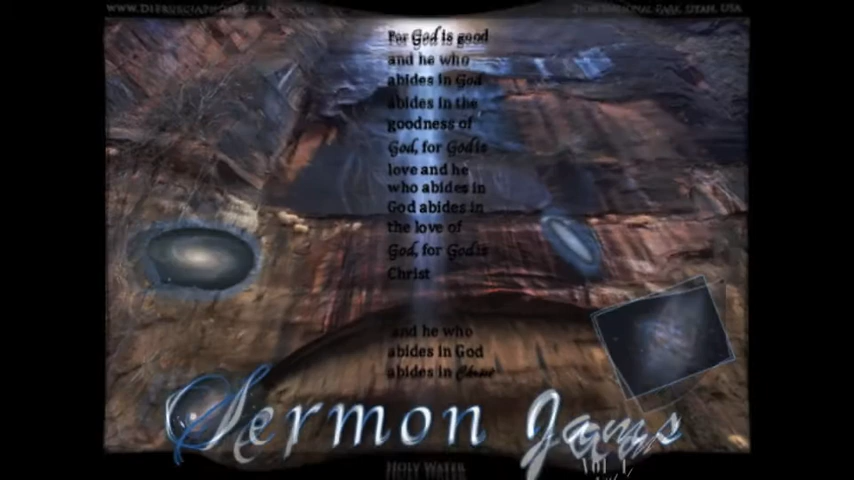 For God is good
and he who
abides in God
abides in the
goodness of
God, for God is
love and he
who abides in
God abides in
the love of
God, for God is
Christ
and he who
abides in God
abides in Christ
Sermon Jams
Holy Water